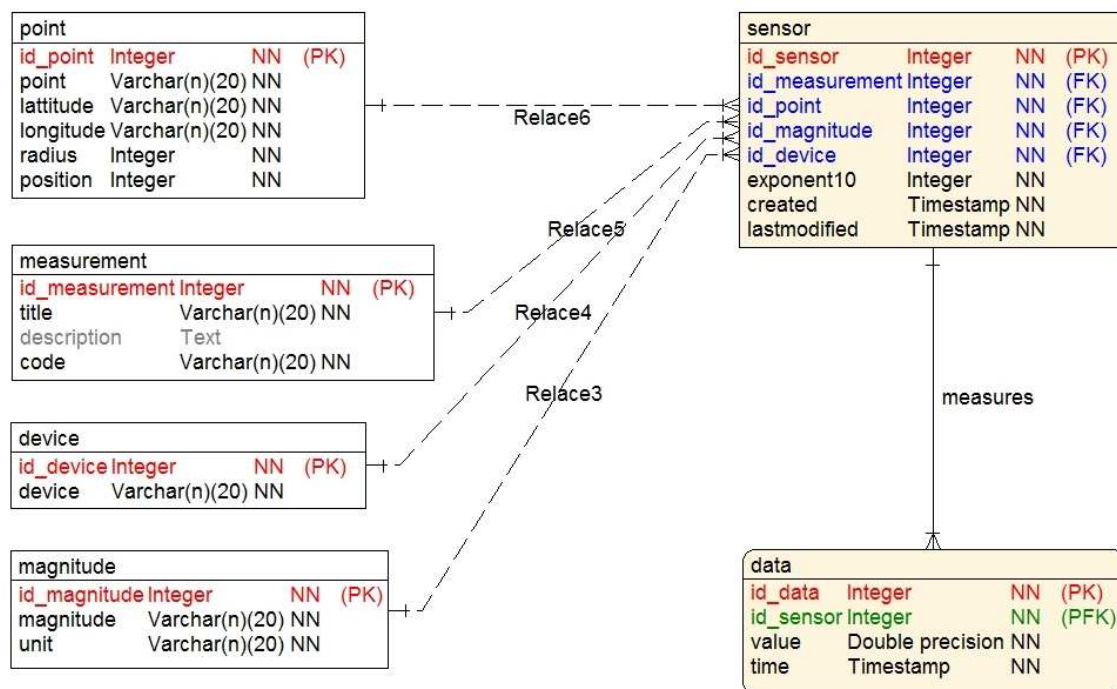 point
id_point Integer NN (PK)
point Varchar(n)(20) NN
lattitude Varchar(n)(20) NN
longitude Varchar(n)(20) NN
radius Integer NN
position Integer NN
sensor
id_sensor Integer NN (PK)
id_measurement Integer NN (FK)
id_point Integer NN (FK)
id_magnitude Integer NN (FK)
id_device Integer NN (FK)
exponent10 Integer NN
created Timestamp NN
lastmodified Timestamp NN
Relace6
Relace5
Relace4
Relace3
measures
measurement
id_measurement Integer NN (PK)
title Varchar(n)(20) NN
description Text
code Varchar(n)(20) NN
device
id_device Integer NN (PK)
device Varchar(n)(20) NN
magnitude
id_magnitude Integer NN (PK)
magnitude Varchar(n)(20) NN
unit Varchar(n)(20) NN
data
id_data Integer NN (PK)
id_sensor Integer NN (PFK)
value Double precision NN
time Timestamp NN